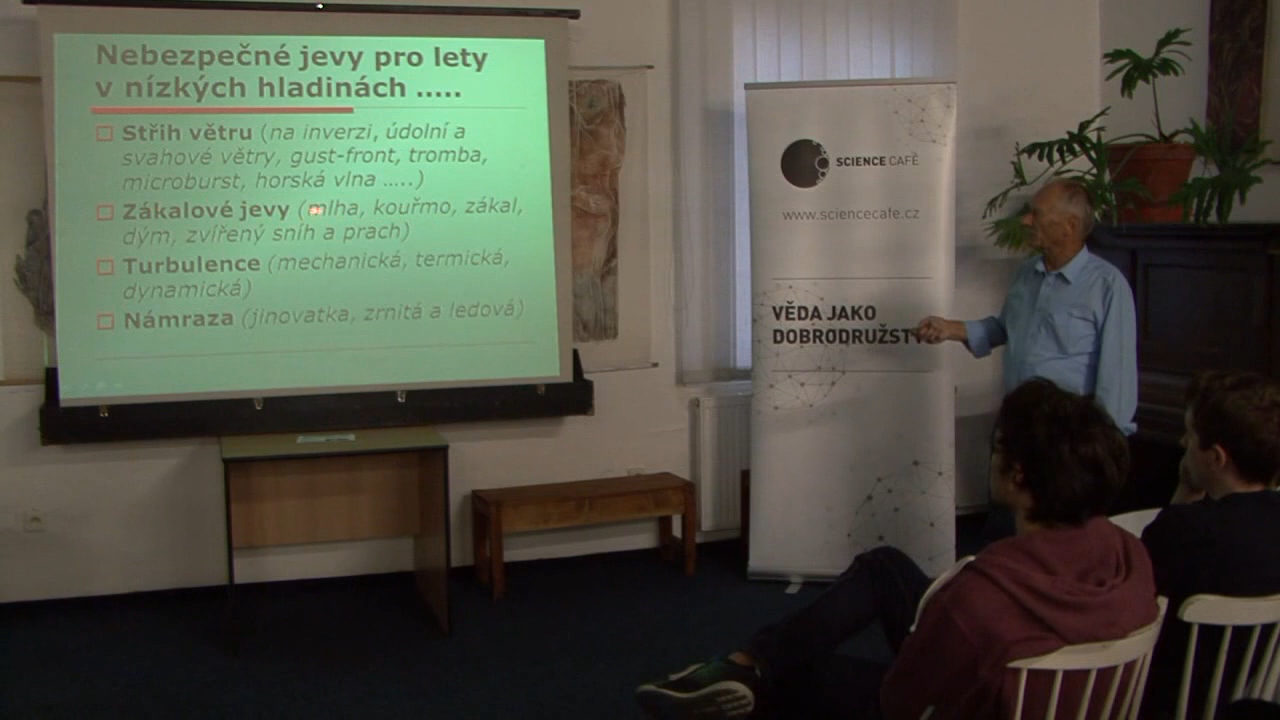 Nebezpečné jevy pro lety
v nízkých hladinách .....
Střih větru (na inverzi, údolní a
svahové větry, gust-front, tromba,
microburst, horská vlna .....)
Zákalové jevy (mlha, kouřmo, zákal,
dým, zvířený sníh a prach)
Turbulence (mechanická, termická,
dynamická)
Námraza (jinovatka, zrnitá a ledová)
SCIENCE CAFÉ
www.sciencecafe.cz
VĚDA JAKO
DOBRODRUŽST